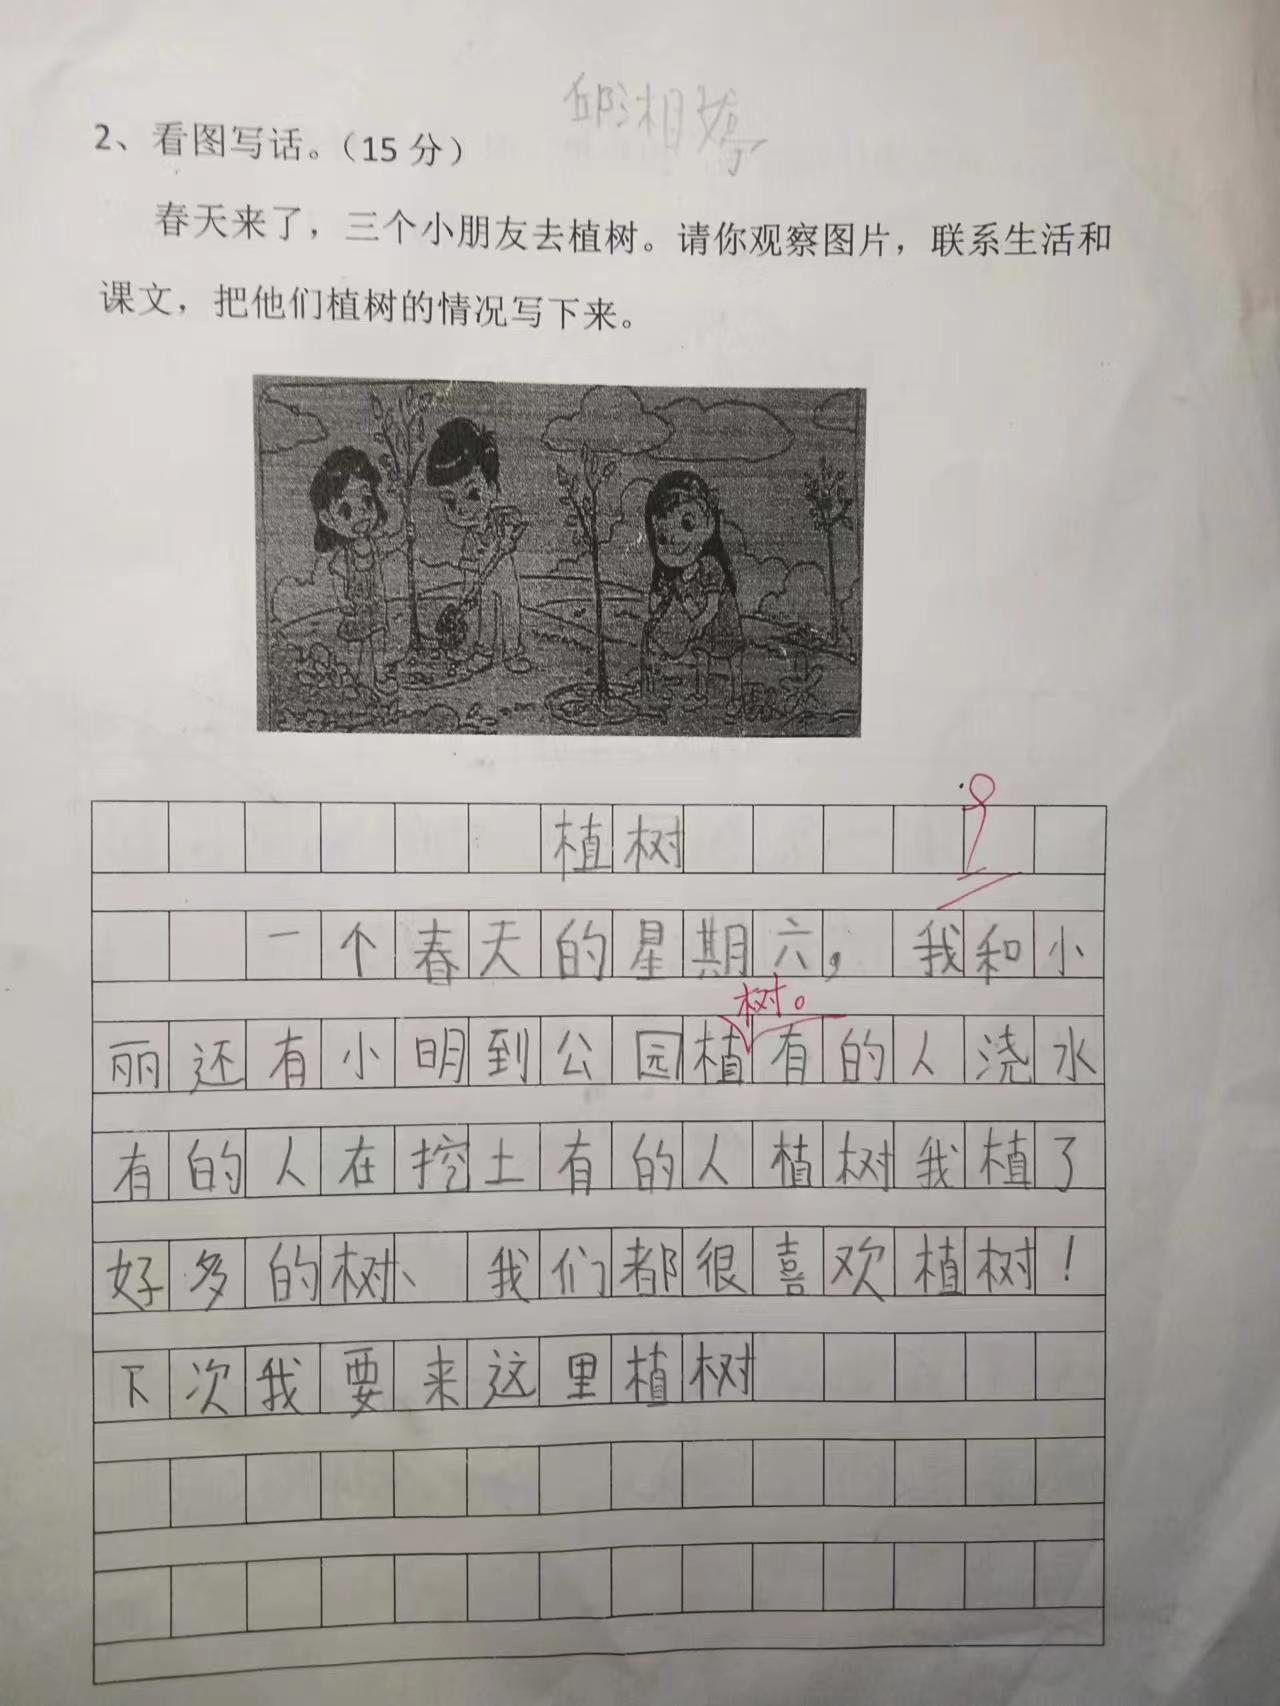 邱湘婷
2、看图写话。（15 分）
春天来了，三个小朋友去植树。请你观察图片，联系生活和
课文，把他们植树的情况写下来。
9
植树
一个春天的星期六，我和小
树。
丽还有小明到公园植有的人浇水
有的人在挖土有的人植树我植了
好多的树、我们都很喜欢植树！
下次我要来这里植树